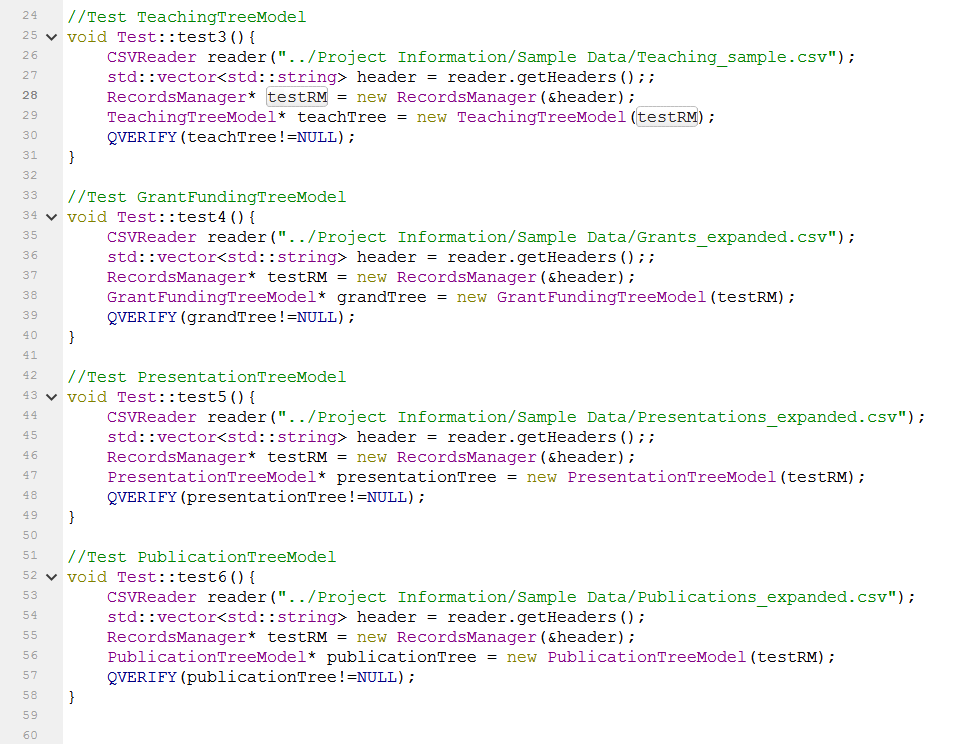 24 //Test TeachingTreeModel
25 void Test::test3(){
26 CSVReader reader("../Project Information/Sample Data/Teaching_sample.csv");
27 std::vector<std::string> header = reader.getHeaders();;
28 RecordsManager* testRM = new RecordsManager(&header);
29 TeachingTreeModel* teachTree = new TeachingTreeModel(testRM);
30 QVERIFY(teachTree!=NULL);
31 }
32
33 //Test GrantFundingTreeModel
34 void Test::test4(){
35 CSVReader reader("../Project Information/Sample Data/Grants_expanded.csv");
36 std::vector<std::string> header = reader.getHeaders();;
37 RecordsManager* testRM = new RecordsManager(&header);
38 GrantFundingTreeModel* grandTree = new GrantFundingTreeModel(testRM);
39 QVERIFY(grandTree!=NULL);
40 }
41
42 //Test PresentationTreeModel
43 void Test::test5(){
44 CSVReader reader("../Project Information/Sample Data/Presentations_expanded.csv");
45 std::vector<std::string> header = reader.getHeaders();;
46 RecordsManager* testRM = new RecordsManager(&header);
47 PresentationTreeModel* presentationTree = new PresentationTreeModel(testRM);
48 QVERIFY(presentationTree!=NULL);
49 }
50
51 //Test PublicationTreeModel
52 void Test::test6(){
53 CSVReader reader("../Project Information/Sample Data/Publications_expanded.csv");
54 std::vector<std::string> header = reader.getHeaders();
55 RecordsManager* testRM = new RecordsManager(&header);
56 PublicationTreeModel* publicationTree = new PublicationTreeModel(testRM);
57 QVERIFY(publicationTree!=NULL);
58 }
59
60